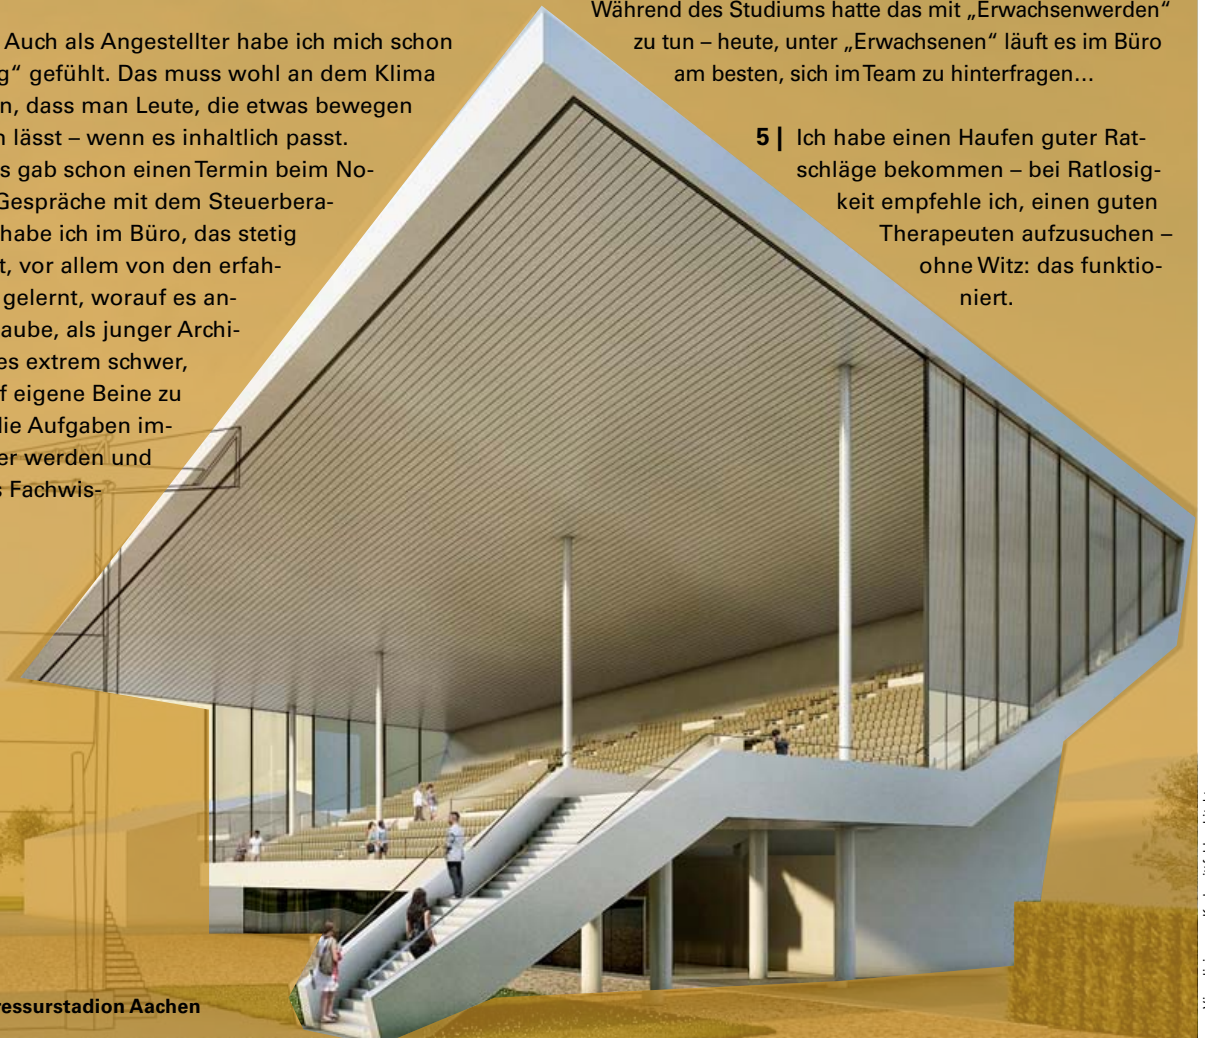 Auch als Angestellter habe ich mich schon
g“ gefühlt. Das muss wohl an dem Klima
n, dass man Leute, die etwas bewegen
n lässt – wenn es inhaltlich passt.
s gab schon einen Termin beim No-
Gespräche mit dem Steuerbera-
habe ich im Büro, das stetig
t, vor allem von den erfah-
gelernt, worauf es an-
aube, als junger Archi-
es extrem schwer,
f eigene Beine zu
die Aufgaben im-
er werden und
s Fachwis-
Während des Studiums hatte das mit „Erwachsenwerden“
zu tun – heute, unter „Erwachsenen“ läuft es im Büro
am besten, sich im Team zu hinterfragen…
5 | Ich habe einen Haufen guter Rat-
schläge bekommen – bei Ratlosig-
keit empfehle ich, einen guten
Therapeuten aufzusuchen –
ohne Witz: das funktio-
niert.
ressurstadion Aachen